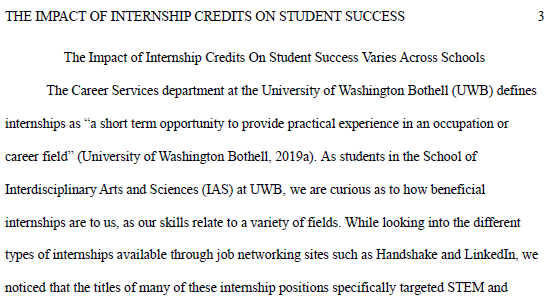 THE IMPACT OF INTERNSHIP CREDITS ON STUDENT SUCCESS 3
The Impact of Internship Credits On Student Success Varies Across Schools
The Career Services department at the University of Washington Bothell (UWB) defines
internships as “a short term opportunity to provide practical experience in an occupation or
career field” (University of Washington Bothell, 2019a). As students in the School of
Interdisciplinary Arts and Sciences (IAS) at UWB, we are curious as to how beneficial
internships are to us, as our skills relate to a variety of fields. While looking into the different
types of internships available through job networking sites such as Handshake and LinkedIn, we
noticed that the titles of many of these internship positions specifically targeted STEM and